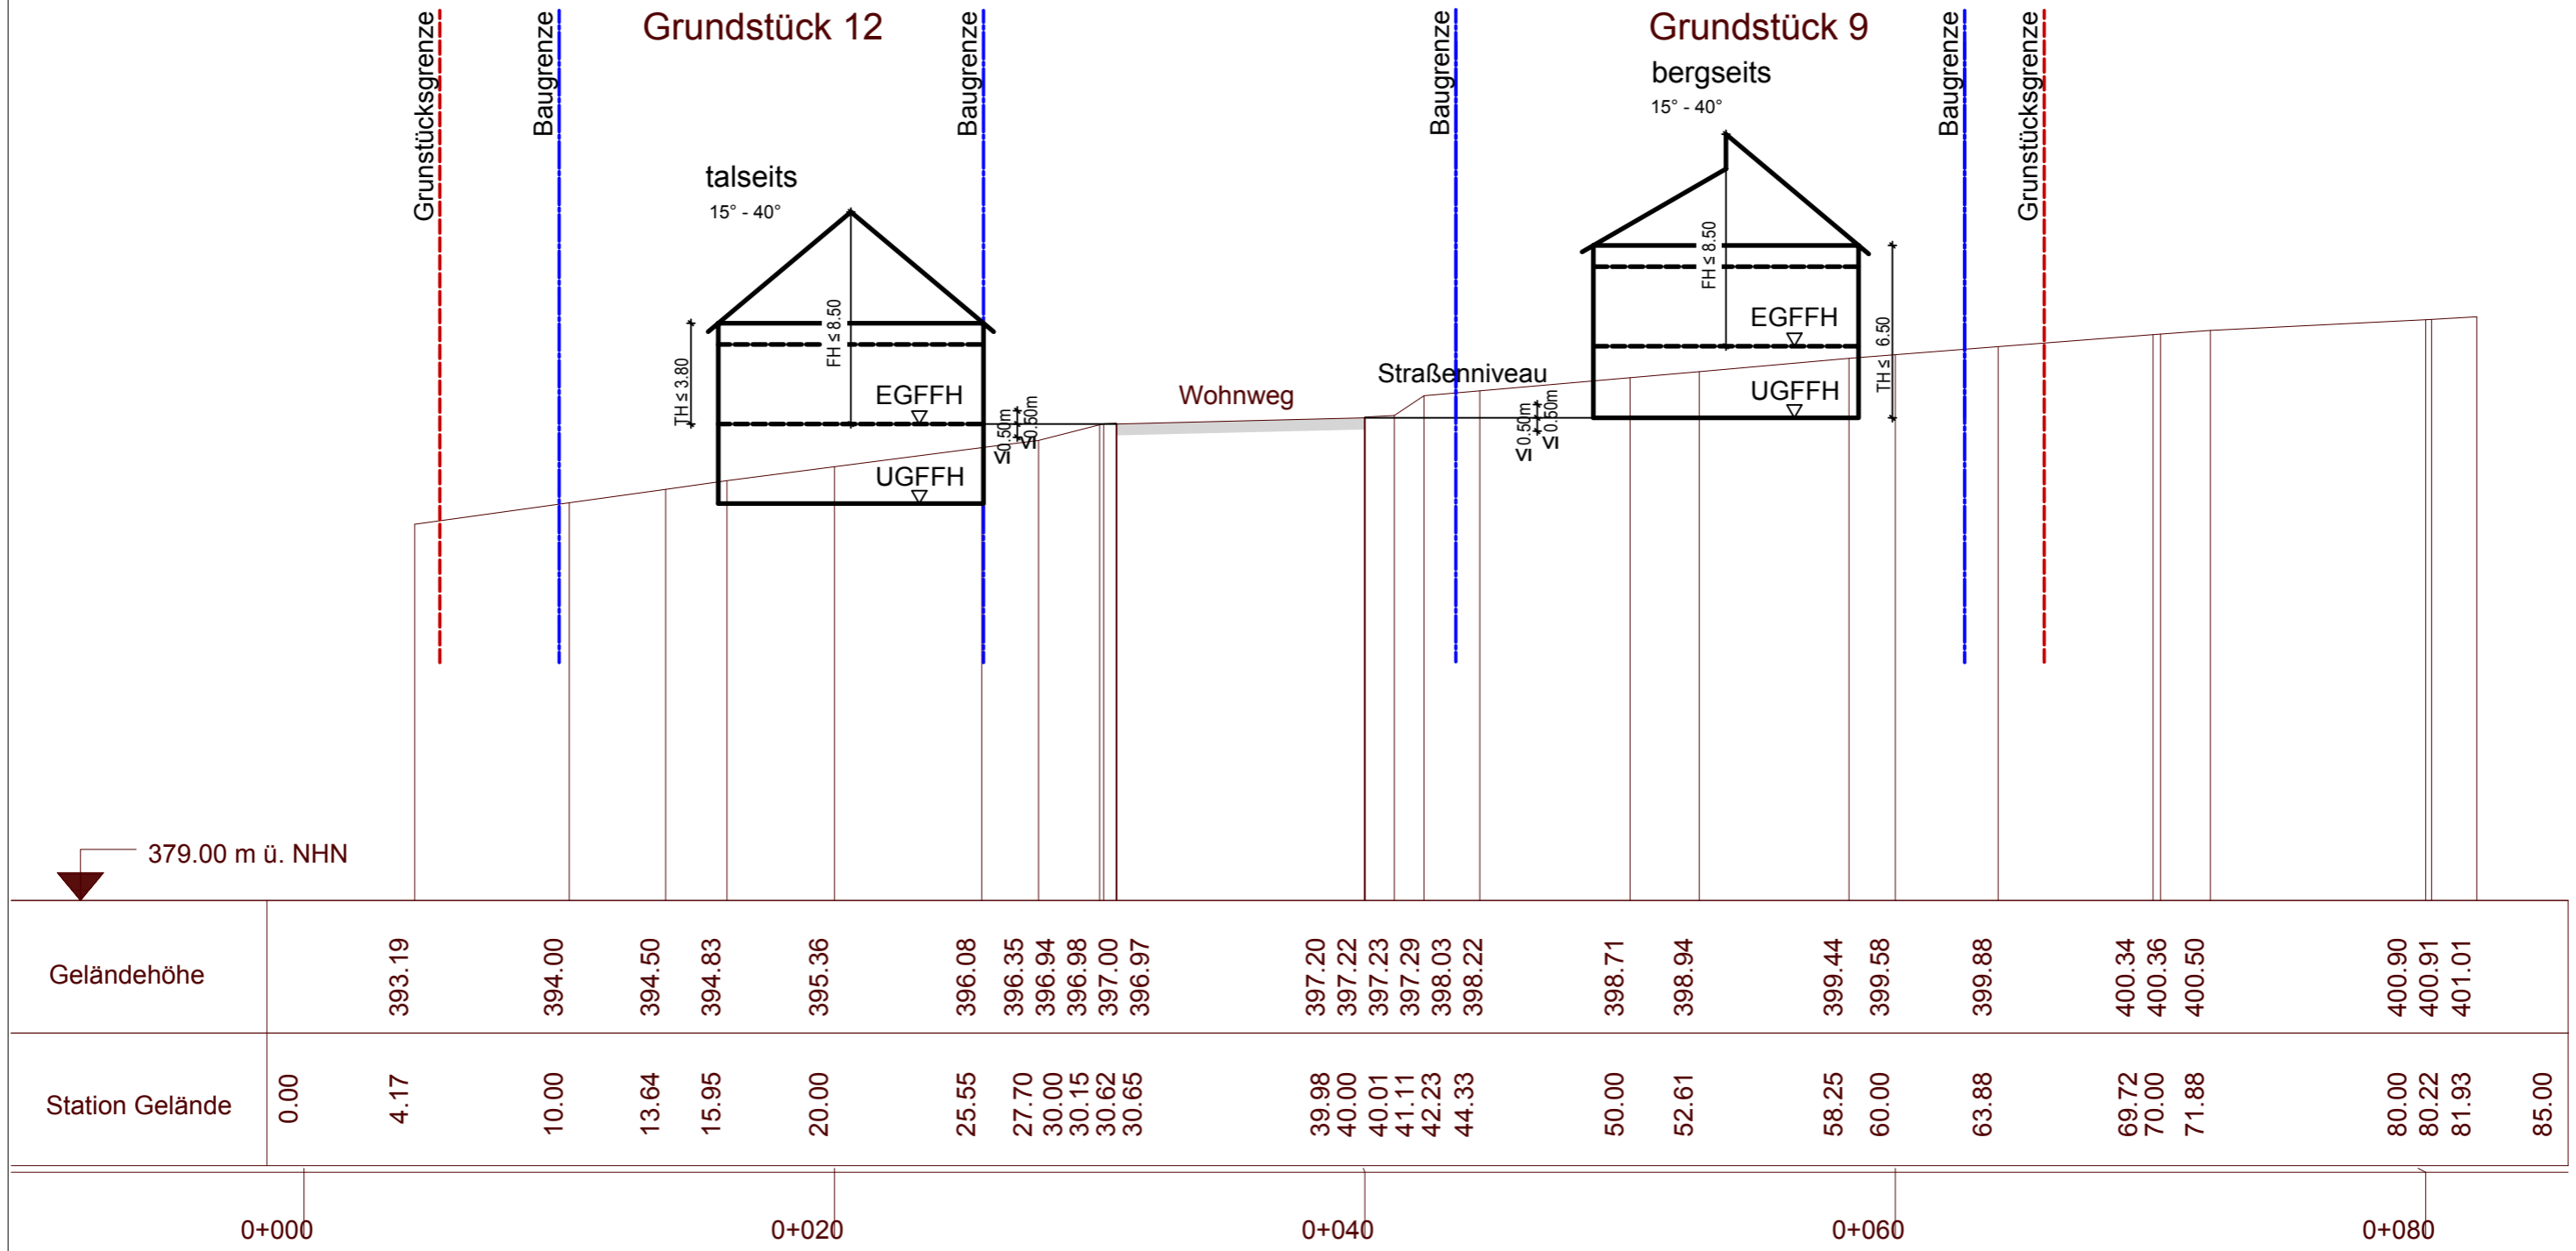 Grundstück 12
Grundstück 9
Grunstücksgrenze
Baugrenze
Baugrenze
Baugrenze
Baugrenze
Grunstücksgrenze
bergseits
15° - 40°
talseits
15° - 40°
TH ≤ 3.80
FH ≤ 8.50
EGFFH
UGFFH
≤0.50m
≤0.50m
Wohnweg
Straßenniveau
≤ 0.50m
≤ 0.50m
FH ≤ 8.50
EGFFH
UGFFH
TH ≤ 6.50
379.00 m ü. NHN
Geländehöhe 393.19 394.00 394.50 394.83 395.36 396.08 396.35 396.94 396.98 397.00 396.97 397.20 397.22 397.23 397.29 398.03 398.22 398.71 398.94 399.44 399.58 399.88 400.34 400.36 400.50 400.90 400.91 401.01
Station Gelände 0.00 4.17 10.00 13.64 15.95 20.00 25.55 27.70 30.00 30.15 30.62 30.65 39.98 40.00 40.01 41.11 42.23 44.33 50.00 52.61 58.25 60.00 63.88 69.72 70.00 71.88 80.00 80.22 81.93 85.00
0+000 0+020 0+040 0+060 0+080